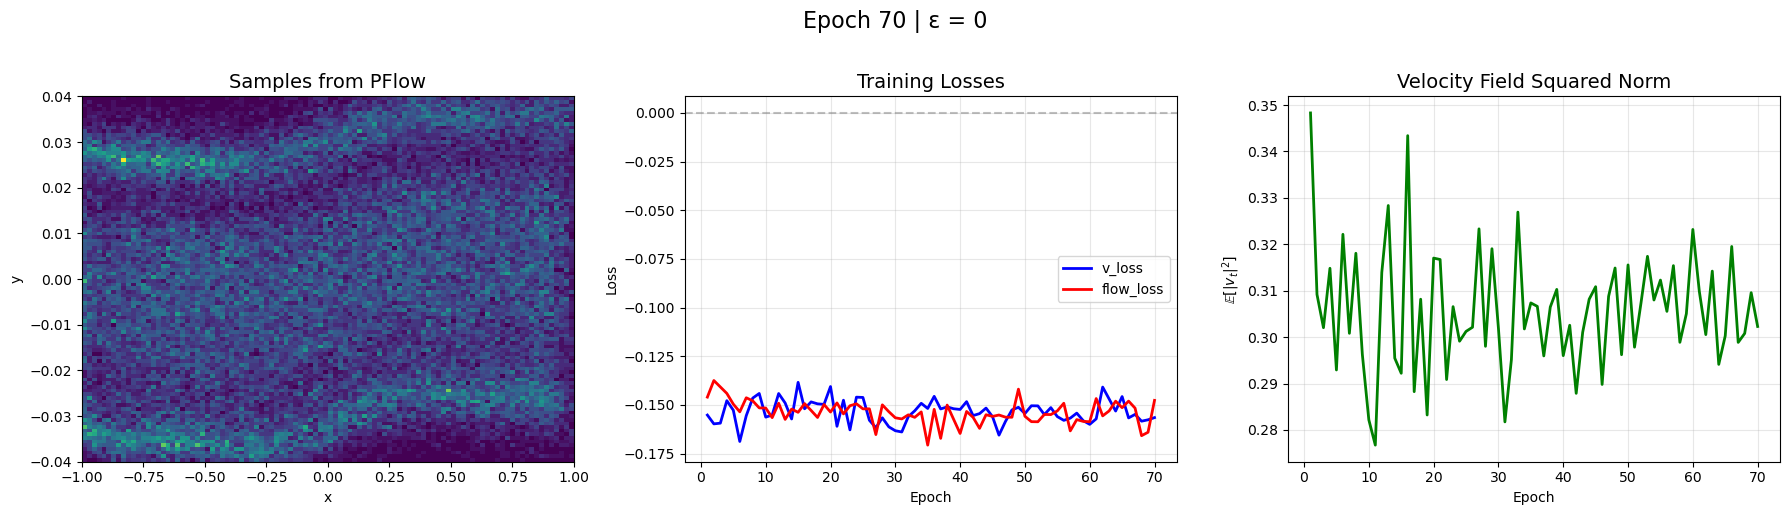 Epoch 70 | ε = 0
Samples from PFlow
0.04
0.03
0.02
0.01
0.00
−0.01
−0.02
−0.03
−0.04
y
−1.00 −0.75 −0.50 −0.25 0.00 0.25 0.50 0.75 1.00
x
Training Losses
0.000
−0.025
−0.050
−0.075
−0.100
−0.125
−0.150
−0.175
Loss
v_loss
flow_loss
0 10 20 30 40 50 60 70
Epoch
Velocity Field Squared Norm
0.35
0.34
0.33
0.32
0.31
0.30
0.29
0.28
𝔼[|v_t|²]
0 10 20 30 40 50 60 70
Epoch